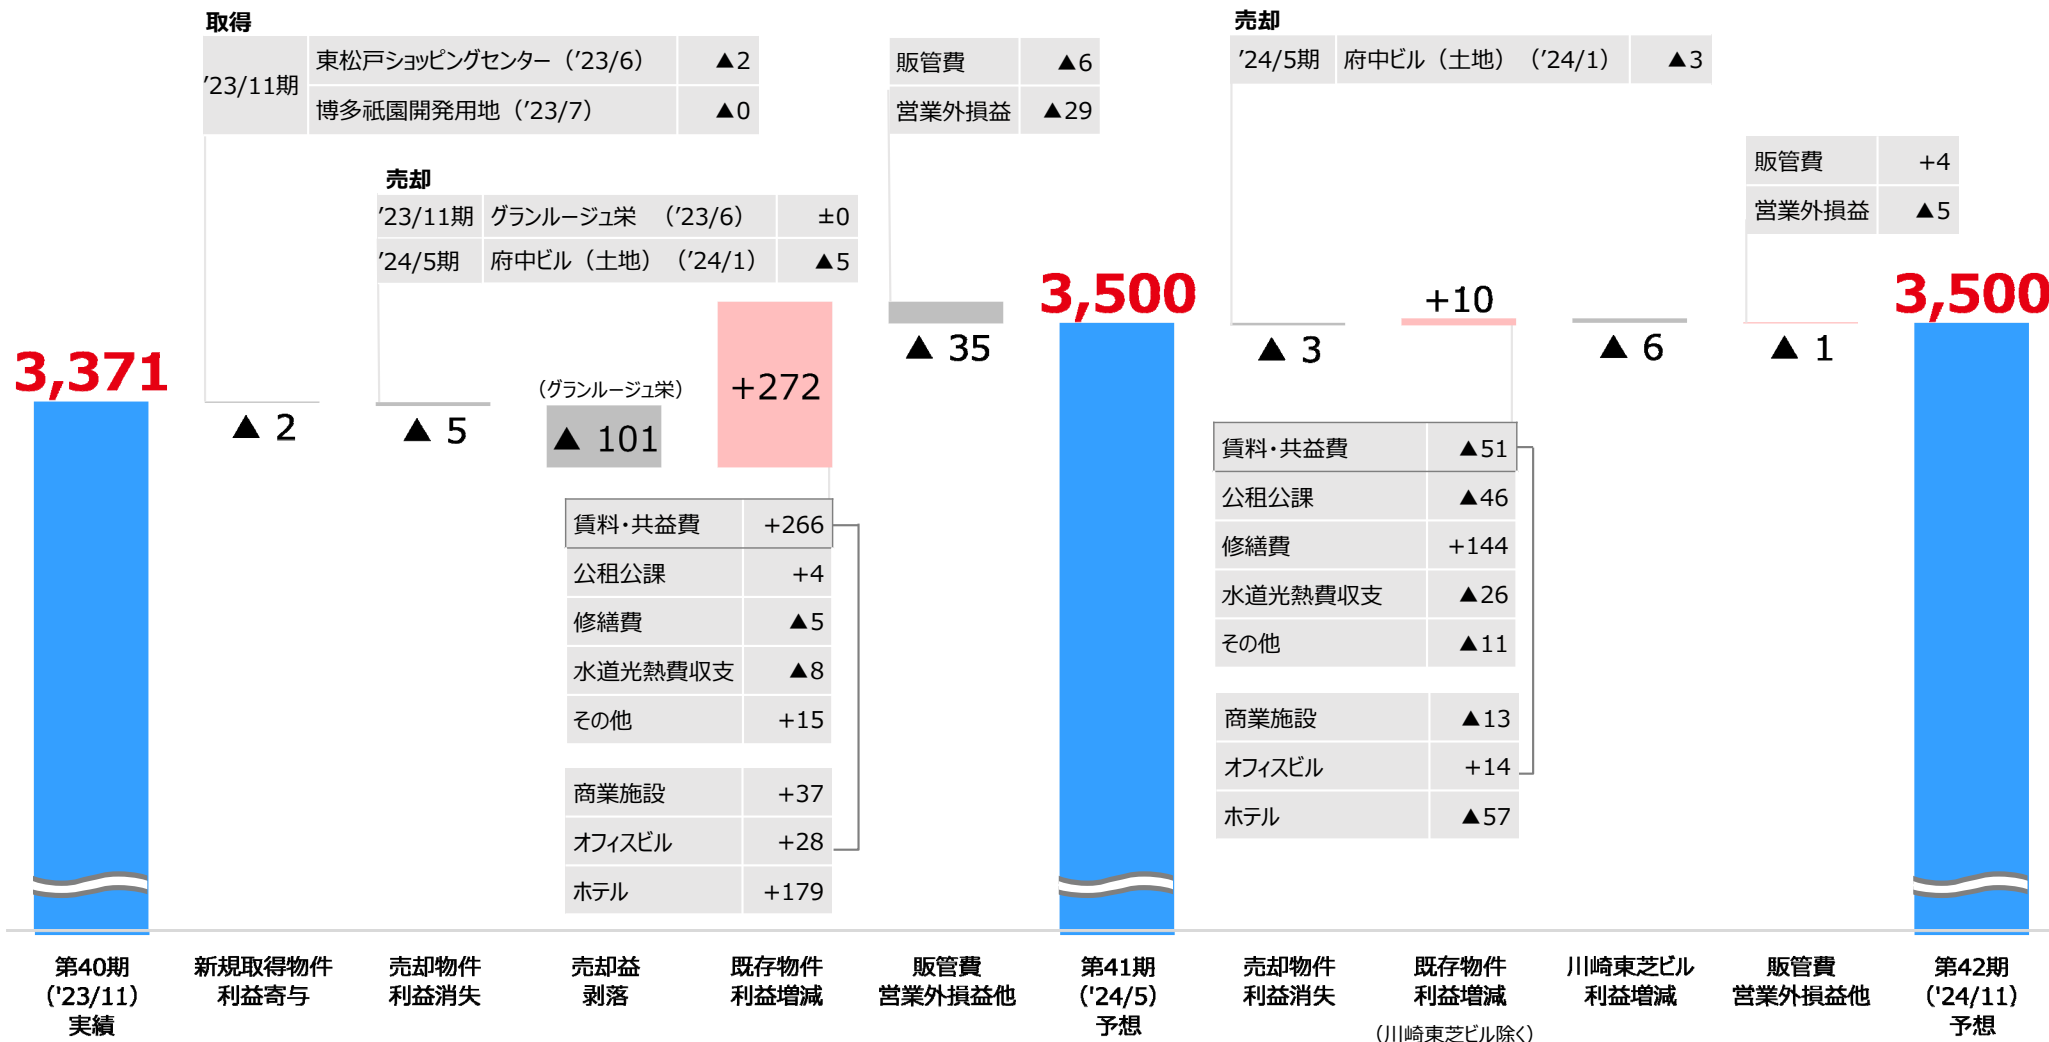 取得
'23/11期
東松戸ショッピングセンター（'23/6） ▲2
博多祇園開発用地（'23/7） ▲0
売却
'23/11期 グランルージュ栄 （'23/6） ±0
'24/5期 府中ビル（土地）（'24/1） ▲5
販管費 ▲6
営業外損益 ▲29
売却
'24/5期 府中ビル（土地）（'24/1） ▲3
販管費 +4
営業外損益 ▲5
3,371
▲ 2
▲ 5
（グランルージュ栄）
▲ 101
+272
▲ 35
3,500
▲ 3
+10
▲ 6
▲ 1
3,500
賃料・共益費 +266
公租公課 +4
修繕費 ▲5
水道光熱費収支 ▲8
その他 +15
商業施設 +37
オフィスビル +28
ホテル +179
賃料・共益費 ▲51
公租公課 ▲46
修繕費 +144
水道光熱費収支 ▲26
その他 ▲11
商業施設 ▲13
オフィスビル +14
ホテル ▲57
第40期
('23/11)
実績
新規取得物件
利益寄与
売却物件
利益消失
売却益
剥落
既存物件
利益増減
販管費
営業外損益他
第41期
('24/5)
予想
売却物件
利益消失
既存物件
利益増減
（川崎東芝ビル除く）
川崎東芝ビル
利益増減
販管費
営業外損益他
第42期
('24/11)
予想